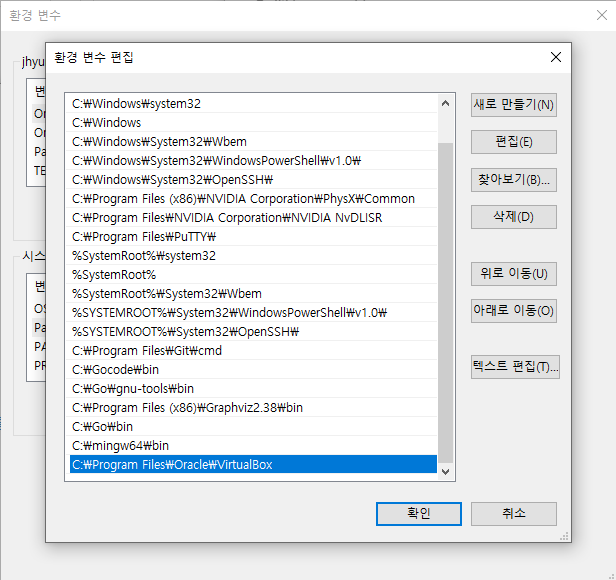 환경 변수
환경 변수 편집
jhyu
변
On
On
Pa
TE
C:₩Windows₩system32
C:₩Windows
C:₩Windows₩System32₩Wbem
C:₩Windows₩System32₩WindowsPowerShell₩v1.0₩
C:₩Windows₩System32₩OpenSSH₩
C:₩Program Files (x86)₩NVIDIA Corporation₩PhysX₩Common
C:₩Program Files₩NVIDIA Corporation₩NVIDIA NvDLISR
C:₩Program Files₩PuTTY₩
%SystemRoot%₩system32
%SystemRoot%
%SystemRoot%₩System32₩Wbem
%SYSTEMROOT%₩System32₩WindowsPowerShell₩v1.0₩
%SYSTEMROOT%₩System32₩OpenSSH₩
C:₩Program Files₩Git₩cmd
C:₩Gocode₩bin
C:₩Go₩gnu-tools₩bin
C:₩Program Files (x86)₩Graphviz2.38₩bin
C:₩Go₩bin
C:₩mingw64₩bin
C:₩Program Files₩Oracle₩VirtualBox
새로 만들기(N)
편집(E)
찾아보기(B)...
삭제(D)
위로 이동(U)
아래로 이동(O)
텍스트 편집(T)...
시스
변
OS
Pa
PA
PR
확인
취소